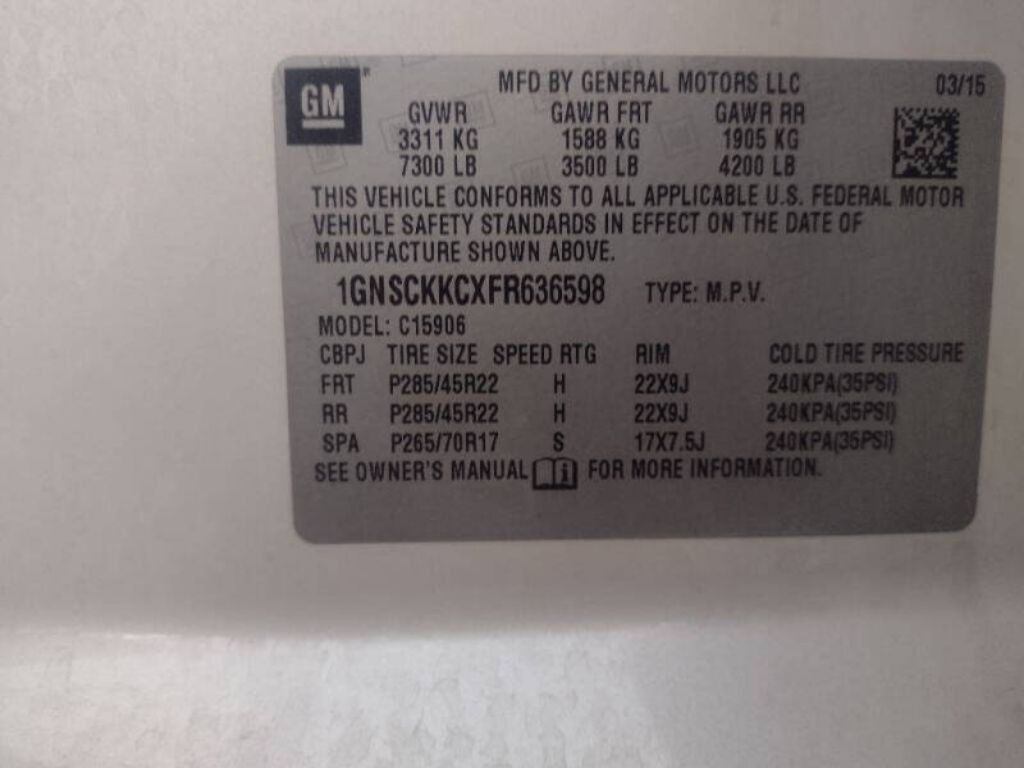 GM® MFD BY GENERAL MOTORS LLC 03/15
GVWR GAWR FRT GAWR RR
3311 KG 1588 KG 1905 KG
7300 LB 3500 LB 4200 LB
THIS VEHICLE CONFORMS TO ALL APPLICABLE U.S. FEDERAL MOTOR
VEHICLE SAFETY STANDARDS IN EFFECT ON THE DATE OF
MANUFACTURE SHOWN ABOVE.
1GNSCKKCXFR636598 TYPE: M.P.V.
MODEL: C15906
CBPJ TIRE SIZE SPEED RTG RIM COLD TIRE PRESSURE
FRT P285/45R22 H 22X9J 240KPA(35PSI)
RR P285/45R22 H 22X9J 240KPA(35PSI)
SPA P265/70R17 S 17X7.5J 240KPA(35PSI)
SEE OWNER'S MANUAL i FOR MORE INFORMATION.